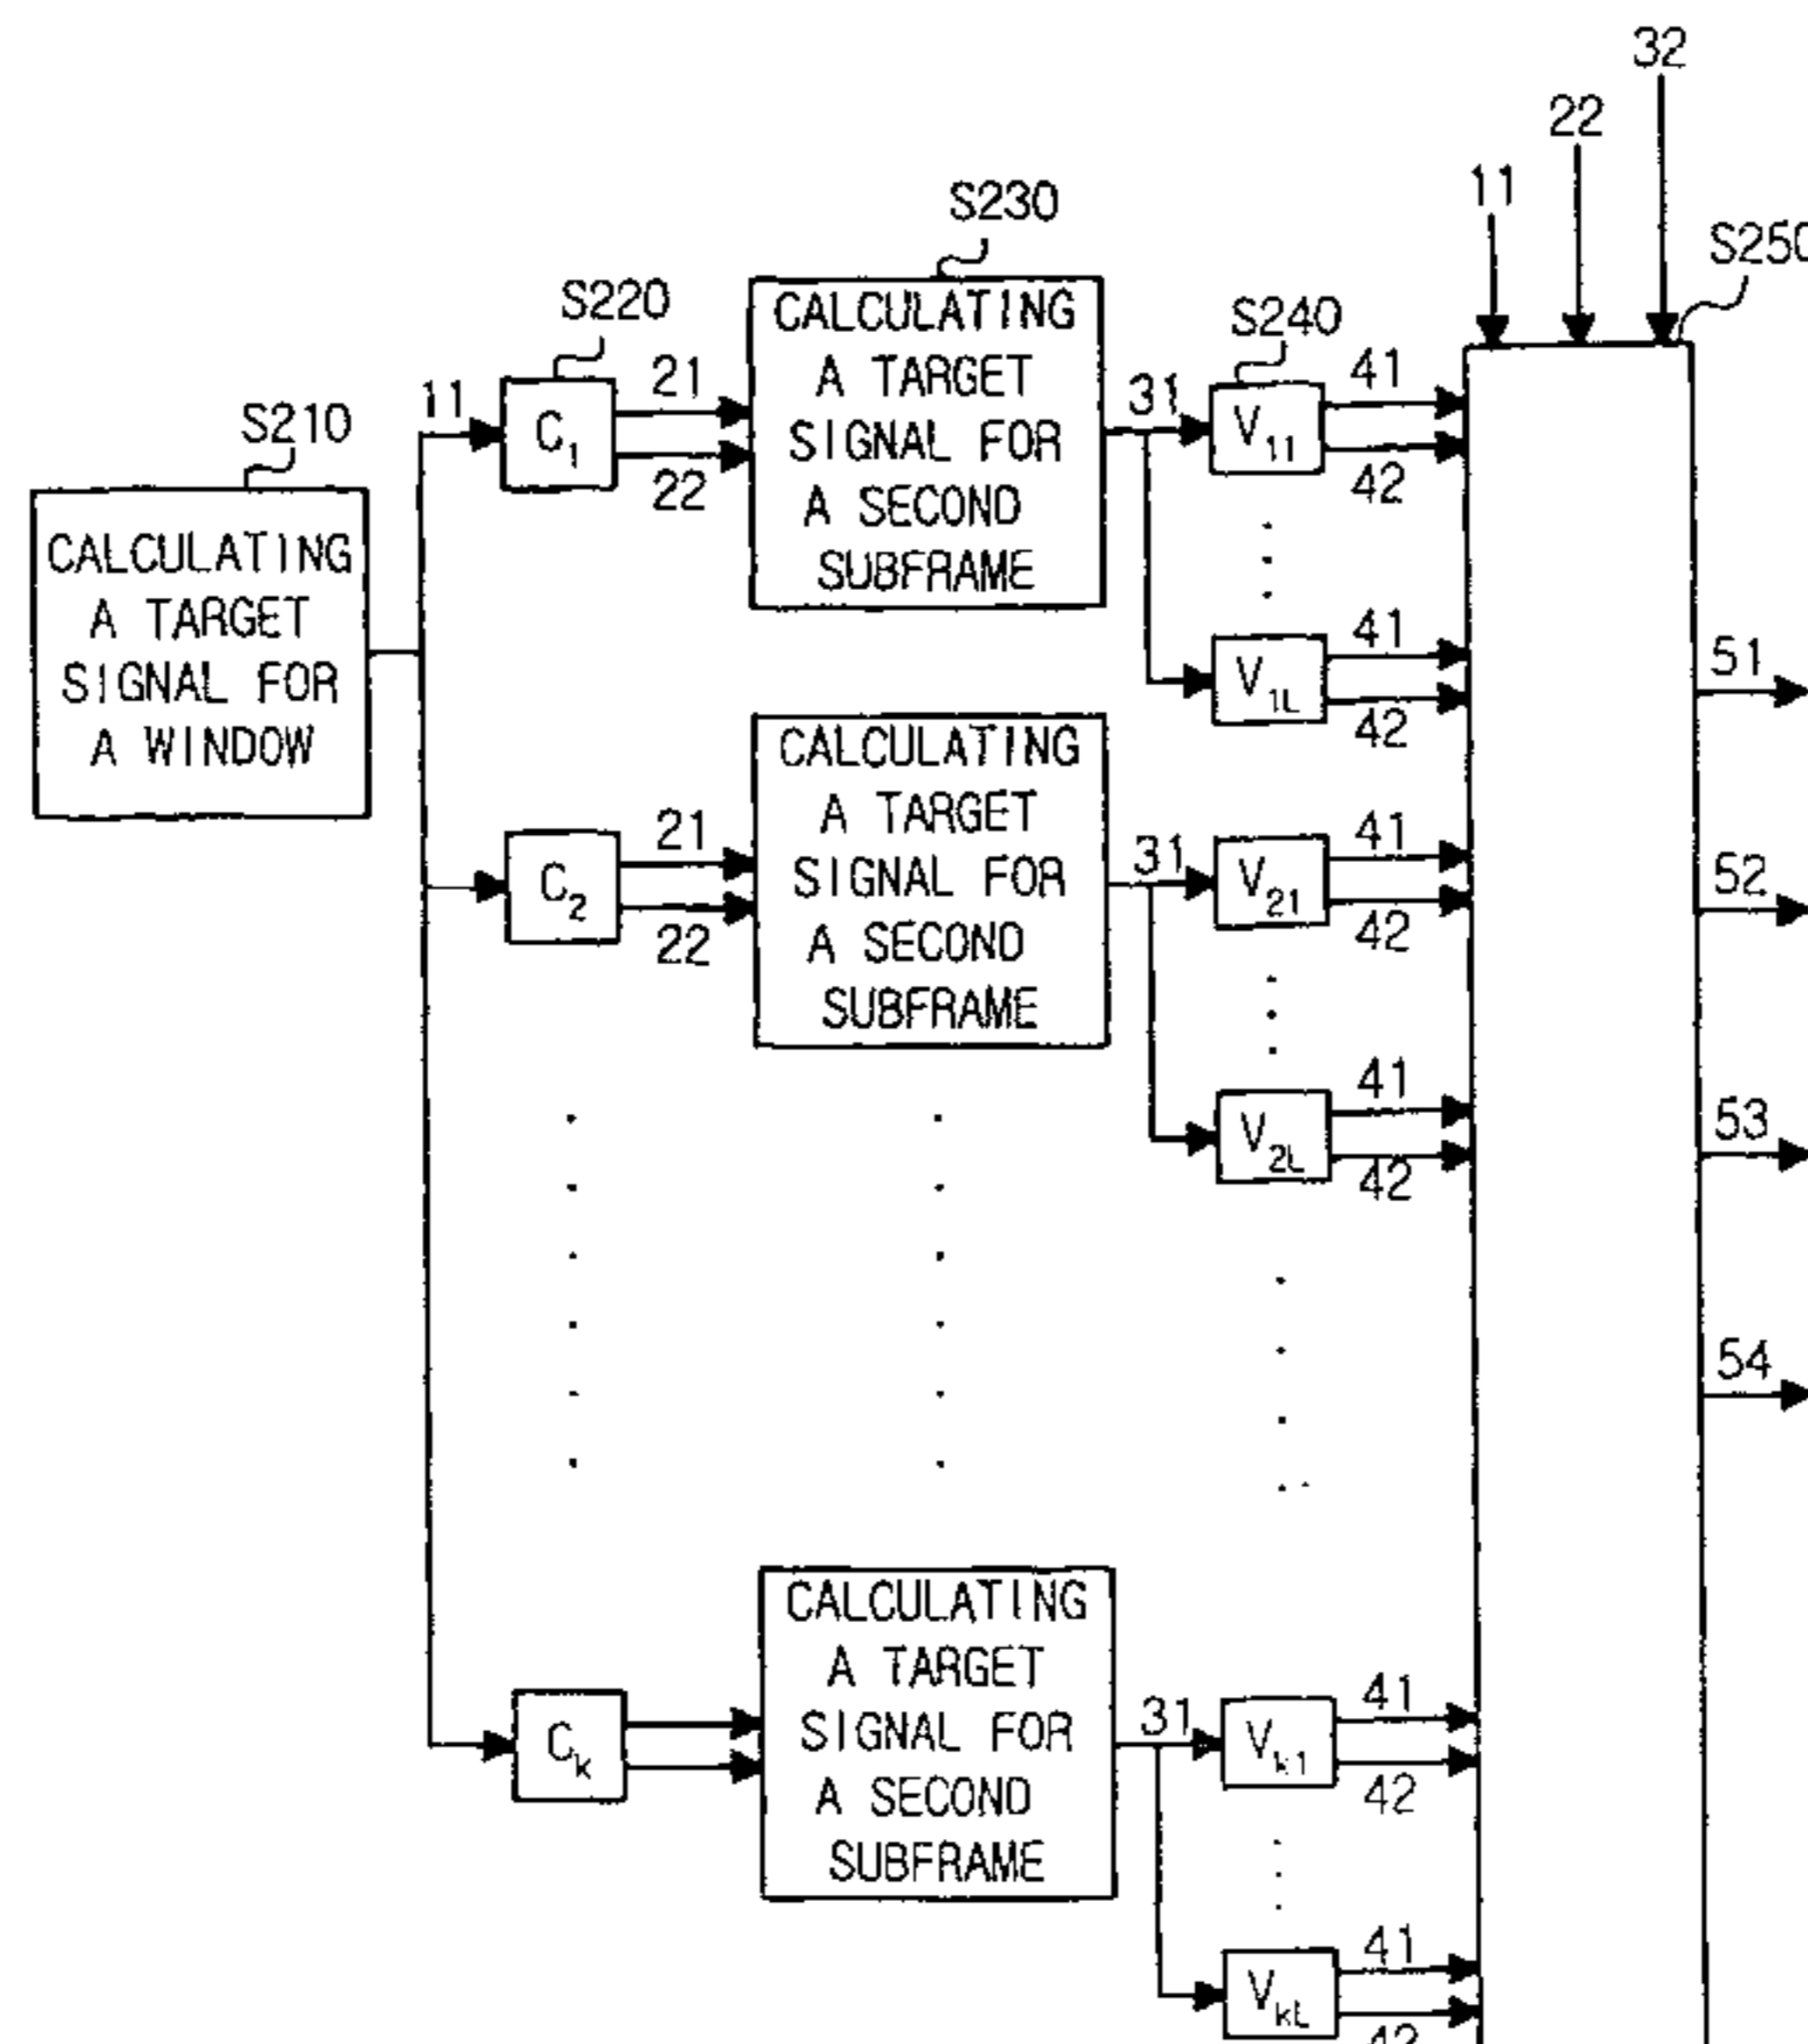 32
22
11
S250
S230
S220
S240
S210
CALCULATING
A TARGET
SIGNAL FOR
A WINDOW
11
C1
21
22
CALCULATING
A TARGET
SIGNAL FOR
A SECOND
SUBFRAME
31
V11
41
42
V1L
41
42
51
C2
21
22
CALCULATING
A TARGET
SIGNAL FOR
A SECOND
SUBFRAME
31
V21
41
42
52
V2L
41
42
53
54
Ck
CALCULATING
A TARGET
SIGNAL FOR
A SECOND
SUBFRAME
31
Vk1
41
42
VkL
41
42